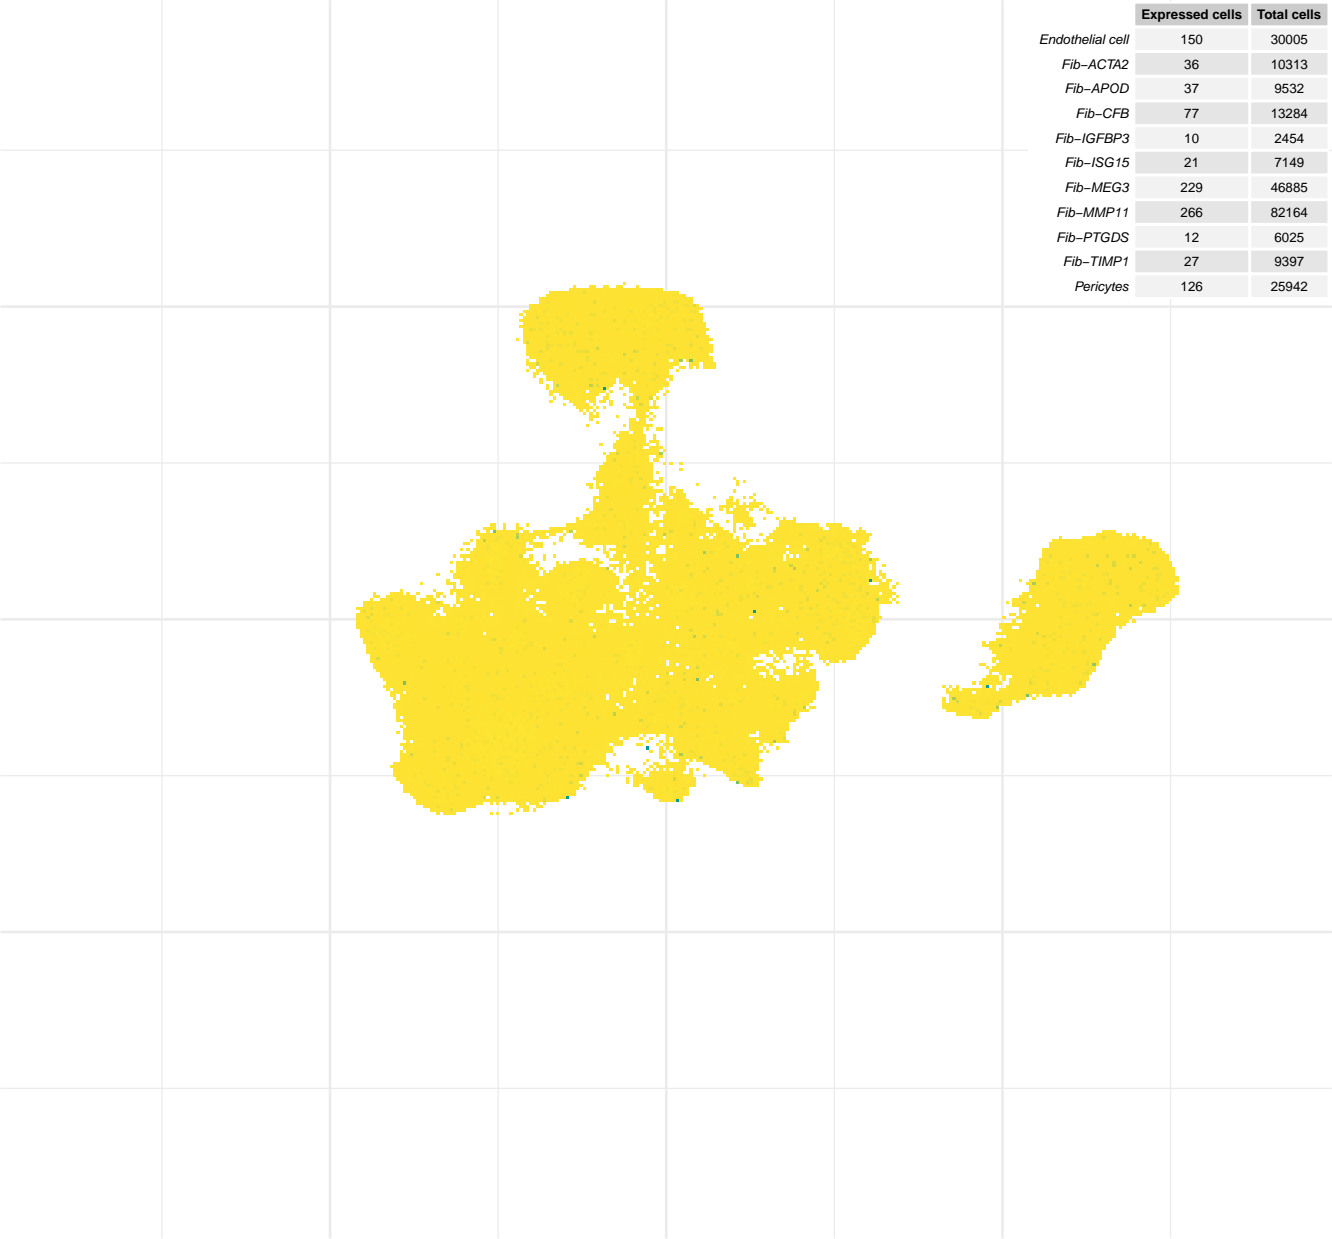 Expressed cells Total cells
Endothelial cell 150 30005
Fib−ACTA2 36 10313
Fib−APOD 37 9532
Fib−CFB 77 13284
Fib−IGFBP3 10 2454
Fib−ISG15 21 7149
Fib−MEG3 229 46885
Fib−MMP11 266 82164
Fib−PTGDS 12 6025
Fib−TIMP1 27 9397
Pericytes 126 25942